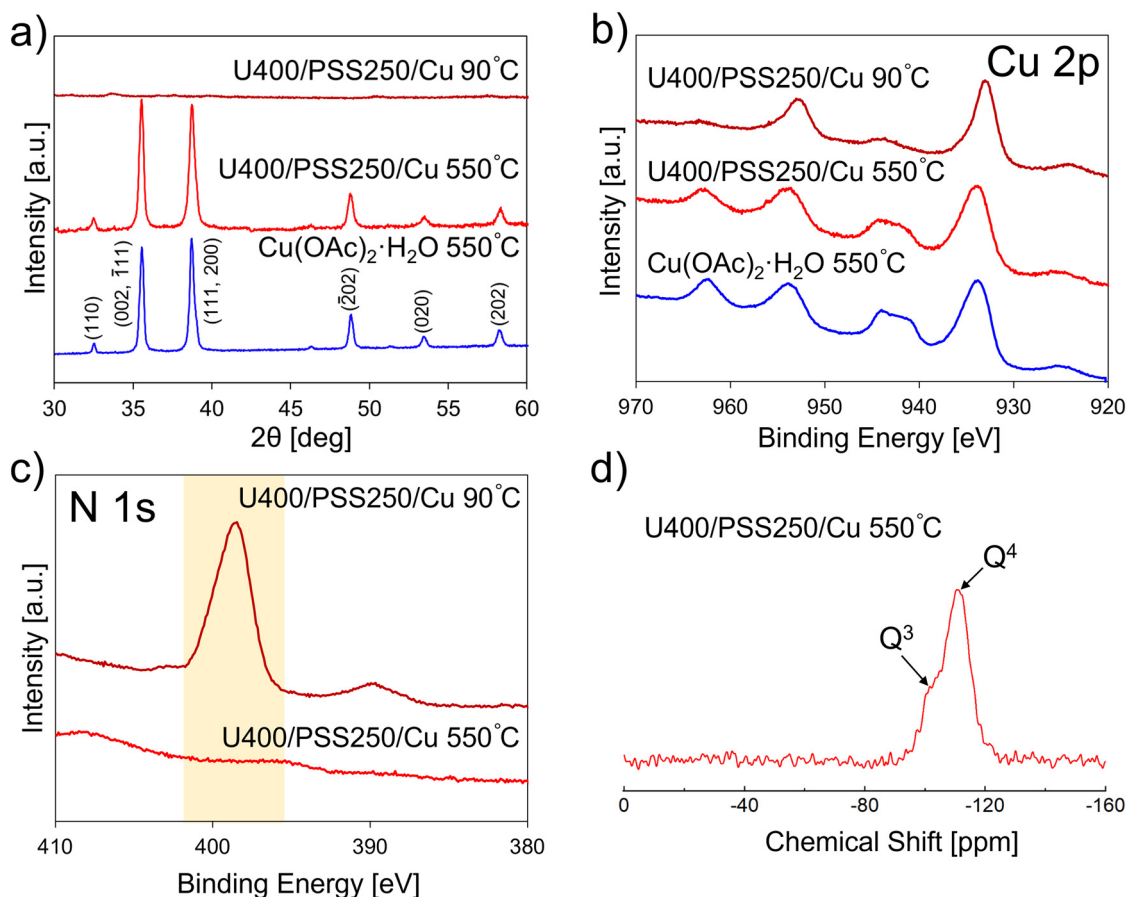 a)
U400/PSS250/Cu 90°C
U400/PSS250/Cu 550°C
Cu(OAc)₂·H₂O 550°C
(110)
(002, 1̅11)
(111, 200)
(2̅02)
(020)
(202)
Intensity [a.u.]
30 35 40 45 50 55 60
2θ [deg]
b)
Cu 2p
U400/PSS250/Cu 90°C
U400/PSS250/Cu 550°C
Cu(OAc)₂·H₂O 550°C
Intensity [a.u.]
970 960 950 940 930 920
Binding Energy [eV]
c)
N 1s
U400/PSS250/Cu 90°C
U400/PSS250/Cu 550°C
Intensity [a.u.]
410 400 390 380
Binding Energy [eV]
d)
U400/PSS250/Cu 550°C
Q⁴
Q³
0 -40 -80 -120 -160
Chemical Shift [ppm]